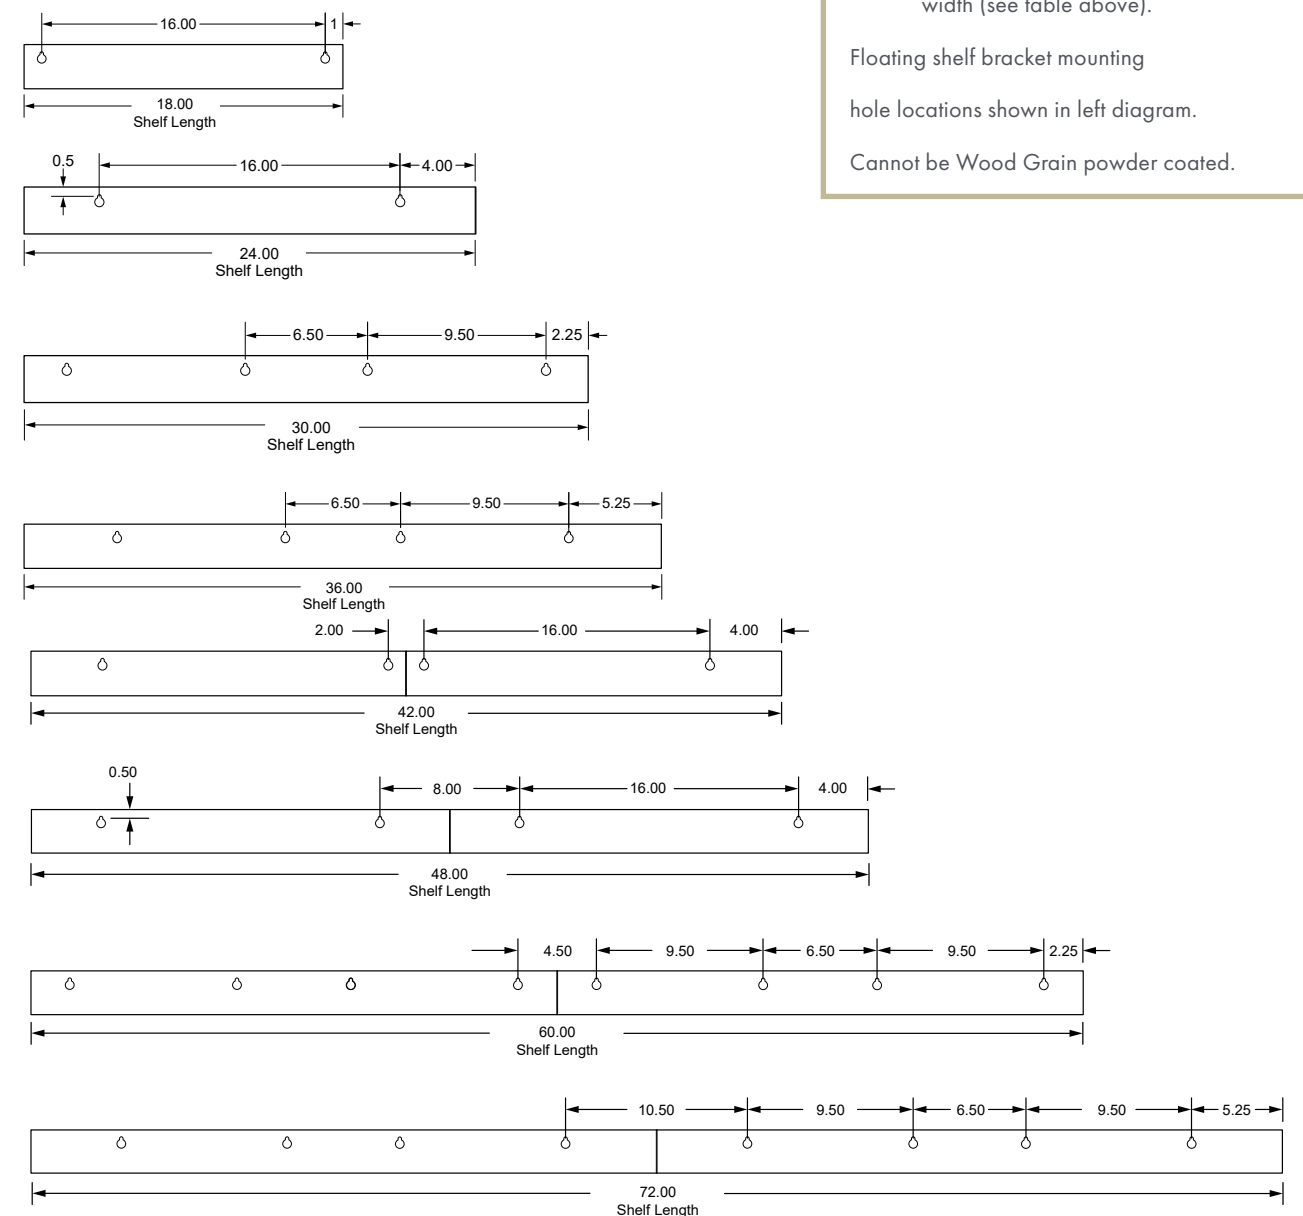 width (see table above).
Floating shelf bracket mounting
hole locations shown in left diagram.
Cannot be Wood Grain powder coated.
16.00 1
18.00
Shelf Length
0.5 16.00 4.00
24.00
Shelf Length
6.50 9.50 2.25
30.00
Shelf Length
6.50 9.50 5.25
36.00
Shelf Length
2.00 16.00 4.00
42.00
Shelf Length
0.50 8.00 16.00 4.00
48.00
Shelf Length
4.50 9.50 6.50 9.50 2.25
60.00
Shelf Length
10.50 9.50 6.50 9.50 5.25
72.00
Shelf Length